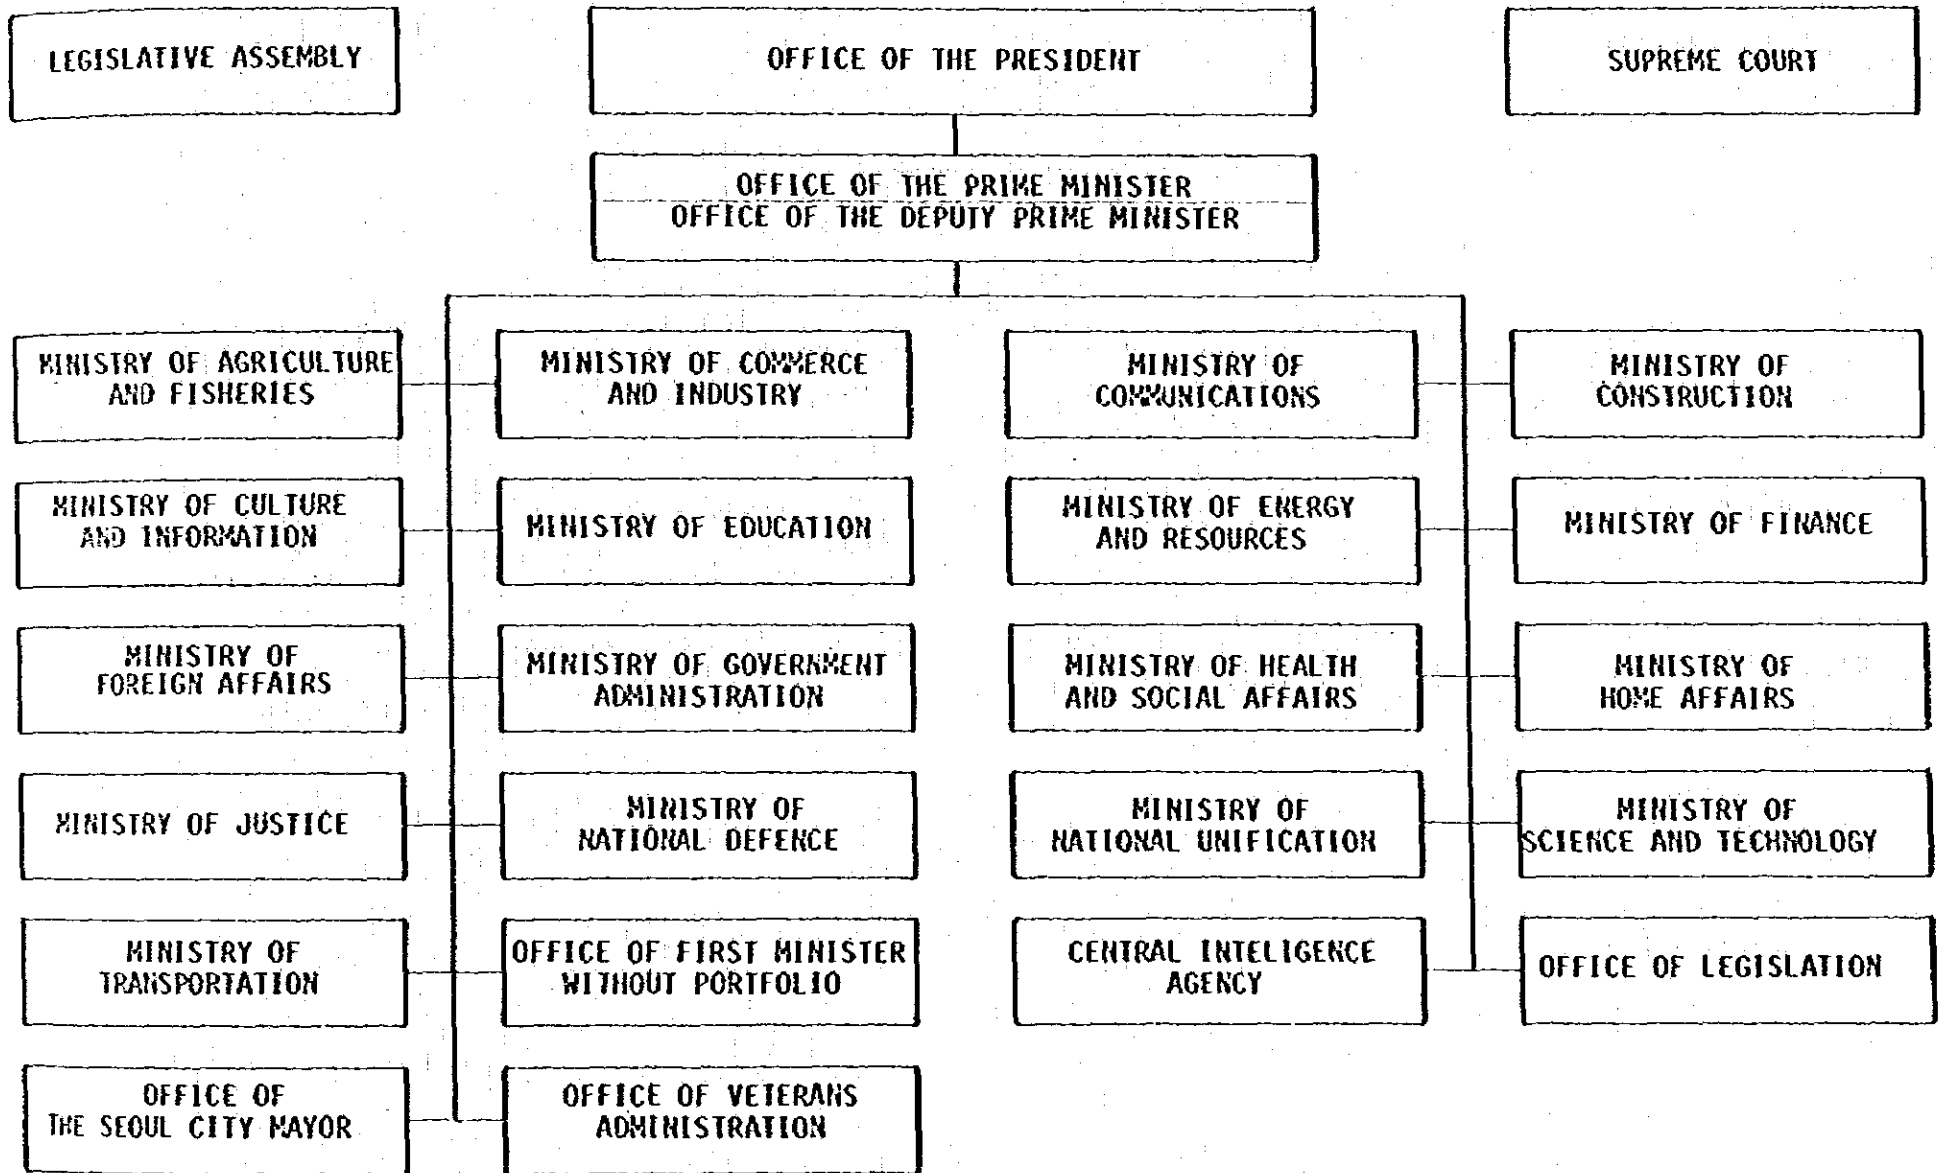 LEGISLATIVE ASSEMBLY
OFFICE OF THE PRESIDENT
SUPREME COURT
OFFICE OF THE PRIME MINISTER
OFFICE OF THE DEPUTY PRIME MINISTER
MINISTRY OF AGRICULTURE
AND FISHERIES
MINISTRY OF COMMERCE
AND INDUSTRY
MINISTRY OF
COMMUNICATIONS
MINISTRY OF
CONSTRUCTION
MINISTRY OF CULTURE
AND INFORMATION
MINISTRY OF EDUCATION
MINISTRY OF ENERGY
AND RESOURCES
MINISTRY OF FINANCE
MINISTRY OF
FOREIGN AFFAIRS
MINISTRY OF GOVERNMENT
ADMINISTRATION
MINISTRY OF HEALTH
AND SOCIAL AFFAIRS
MINISTRY OF
HOME AFFAIRS
MINISTRY OF JUSTICE
MINISTRY OF
NATIONAL DEFENCE
MINISTRY OF
NATIONAL UNIFICATION
MINISTRY OF
SCIENCE AND TECHNOLOGY
MINISTRY OF
TRANSPORTATION
OFFICE OF FIRST MINISTER
WITHOUT PORTFOLIO
CENTRAL INTELIGENCE
AGENCY
OFFICE OF LEGISLATION
OFFICE OF
THE SEOUL CITY MAYOR
OFFICE OF VETERANS
ADMINISTRATION